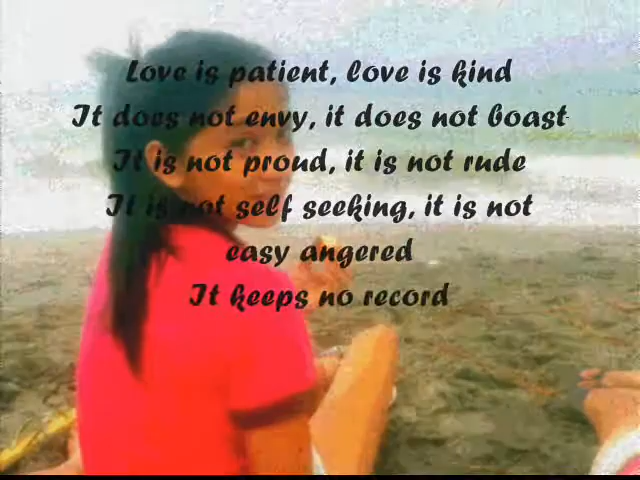 Love is patient, love is kind
It does not envy, it does not boast
It is not proud, it is not rude
It is not self seeking, it is not
easy angered
It keeps no record